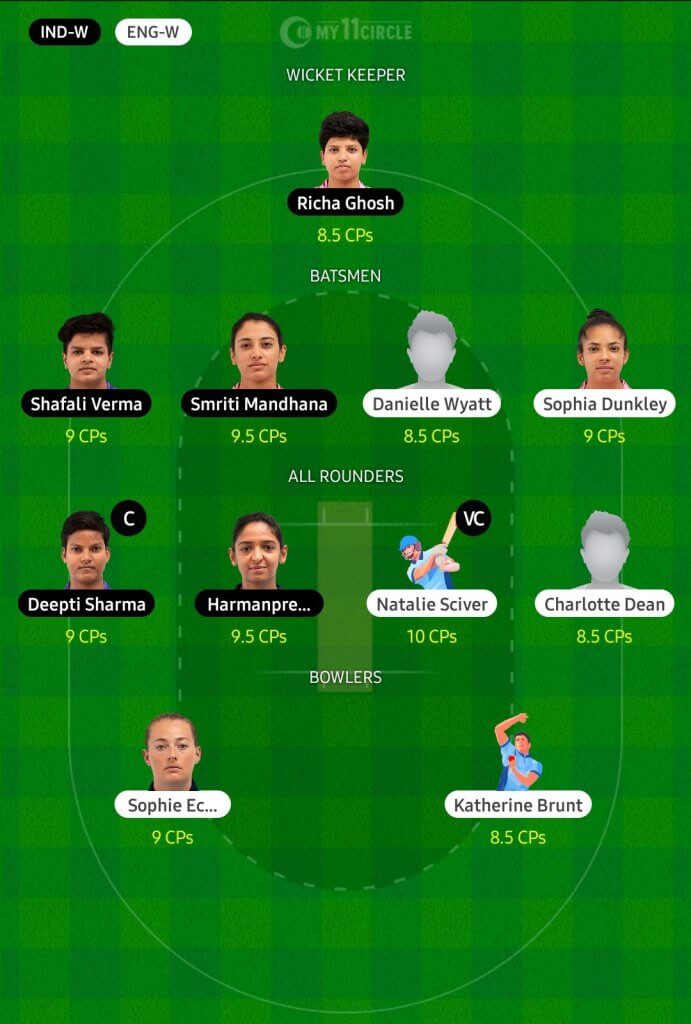 IND-W ENG-W MY11CIRCLE
WICKET KEEPER
Richa Ghosh
8.5 CPs
BATSMEN
Shafali Verma Smriti Mandhana Danielle Wyatt Sophia Dunkley
9 CPs 9.5 CPs 8.5 CPs 9 CPs
ALL ROUNDERS
C VC
Deepti Sharma Harmanpre... Natalie Sciver Charlotte Dean
9 CPs 9.5 CPs 10 CPs 8.5 CPs
BOWLERS
Sophie Ec... Katherine Brunt
9 CPs 8.5 CPs